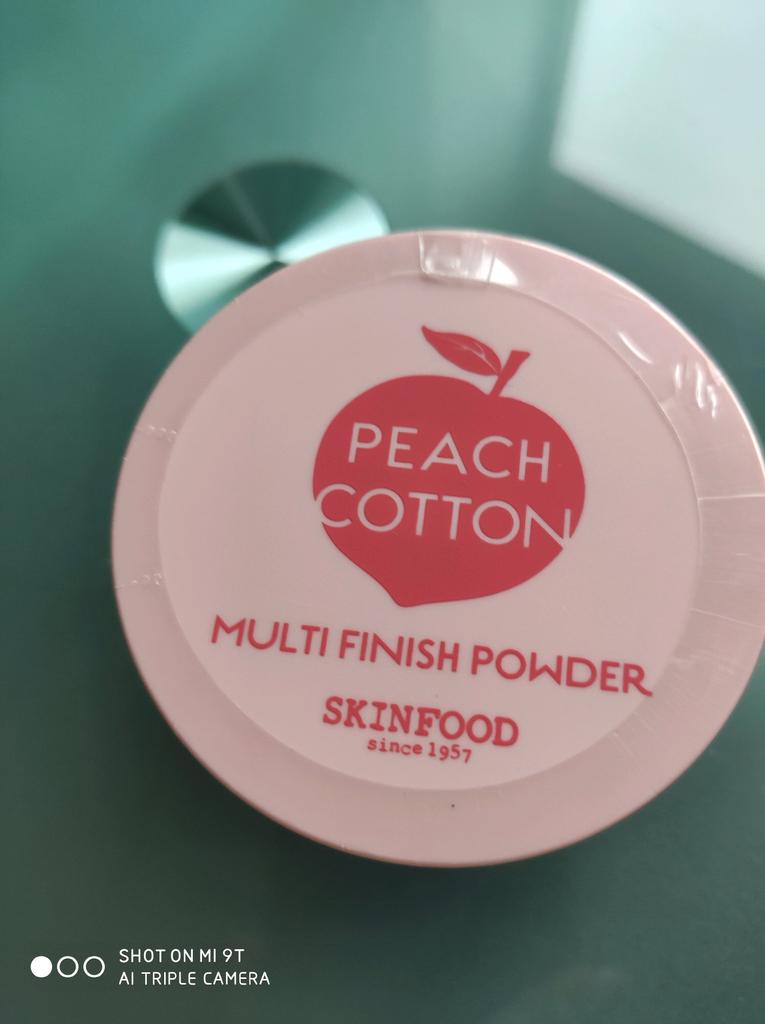 PEACH
COTTON
MULTI FINISH POWDER
SKINFOOD
since 1957
SHOT ON MI 9T
AI TRIPLE CAMERA